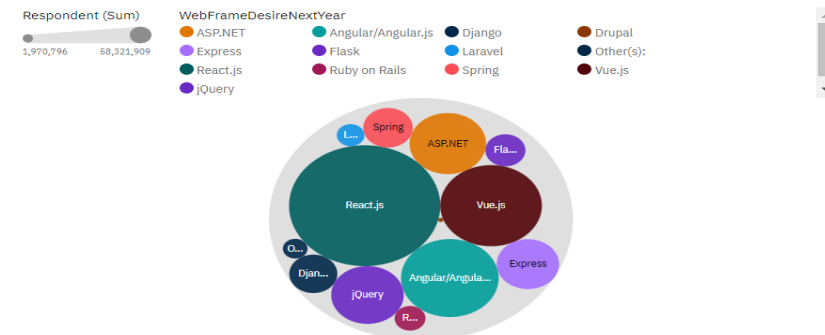 Respondent (Sum)
1,970,796 58,321,909
WebFrameDesireNextYear
ASP.NET Angular/Angular.js Django Drupal
Express Flask Laravel Other(s):
React.js Ruby on Rails Spring Vue.js
jQuery
L... Spring ASP.NET Fla...
React.js Vue.js
O...
Djan... Angular/Angula... Express
jQuery
R...